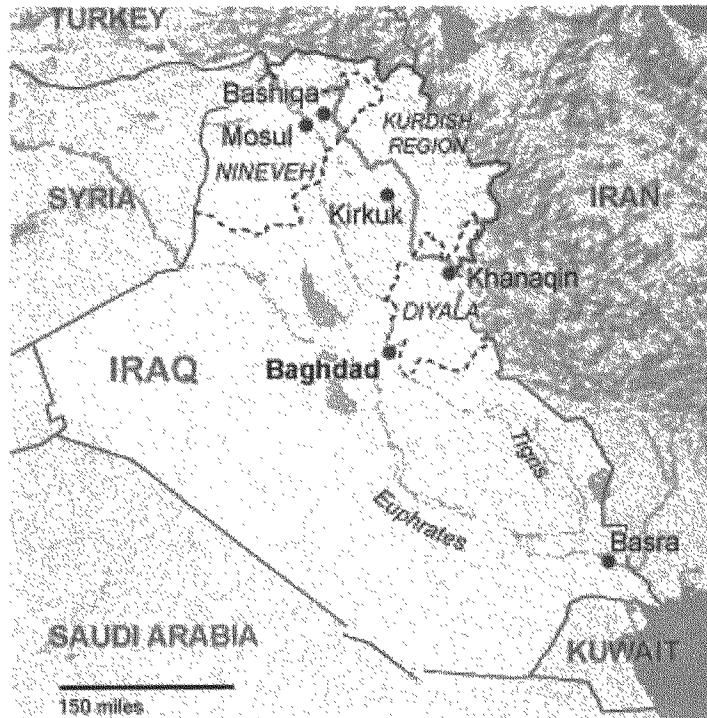 TURKEY
Bashiqa
Mosul
KURDISH
REGION
NINEVEH
SYRIA
Kirkuk
IRAN
Khanaqin
DIYALA
IRAQ
Baghdad
Tigris
Euphrates
Basra
SAUDI ARABIA
KUWAIT
150 miles